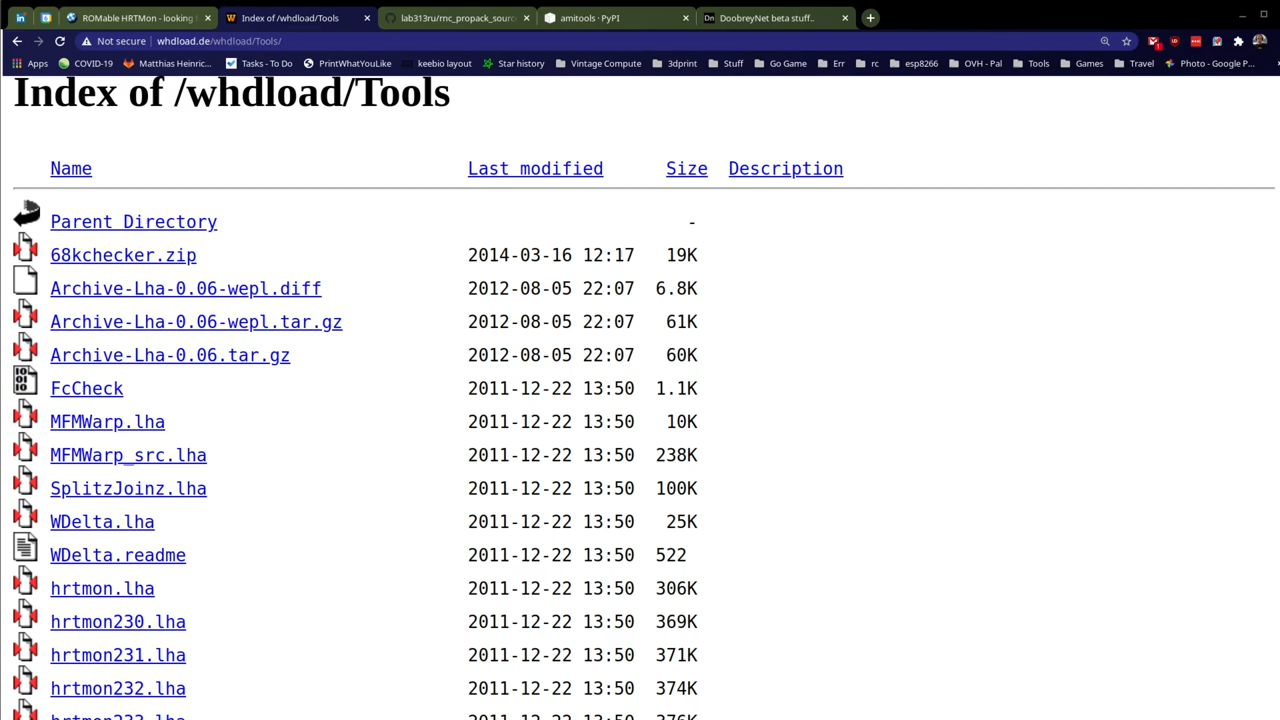 ROMable HRTMon - looking
Index of /whdload/Tools
lab313ru/rnc_propack_sourc
amitools · PyPI
DoobreyNet beta stuff..
Not secure whdload.de/whdload/Tools/
Apps COVID-19 Matthias Heinric... Tasks - To Do PrintWhatYouLike keebio layout Star history Vintage Compute 3dprint Stuff Go Game Err rc esp8266 OVH - Pal Tools Games Travel Photo - Google P...
Index of /whdload/Tools
Name Last modified Size Description
Parent Directory -
68kchecker.zip 2014-03-16 12:17 19K
Archive-Lha-0.06-wepl.diff 2012-08-05 22:07 6.8K
Archive-Lha-0.06-wepl.tar.gz 2012-08-05 22:07 61K
Archive-Lha-0.06.tar.gz 2012-08-05 22:07 60K
FcCheck 2011-12-22 13:50 1.1K
MFMWarp.lha 2011-12-22 13:50 10K
MFMWarp_src.lha 2011-12-22 13:50 238K
SplitzJoinz.lha 2011-12-22 13:50 100K
WDelta.lha 2011-12-22 13:50 25K
WDelta.readme 2011-12-22 13:50 522
hrtmon.lha 2011-12-22 13:50 306K
hrtmon230.lha 2011-12-22 13:50 369K
hrtmon231.lha 2011-12-22 13:50 371K
hrtmon232.lha 2011-12-22 13:50 374K
hrtmon233.lha 2011-12-22 13:50 376K